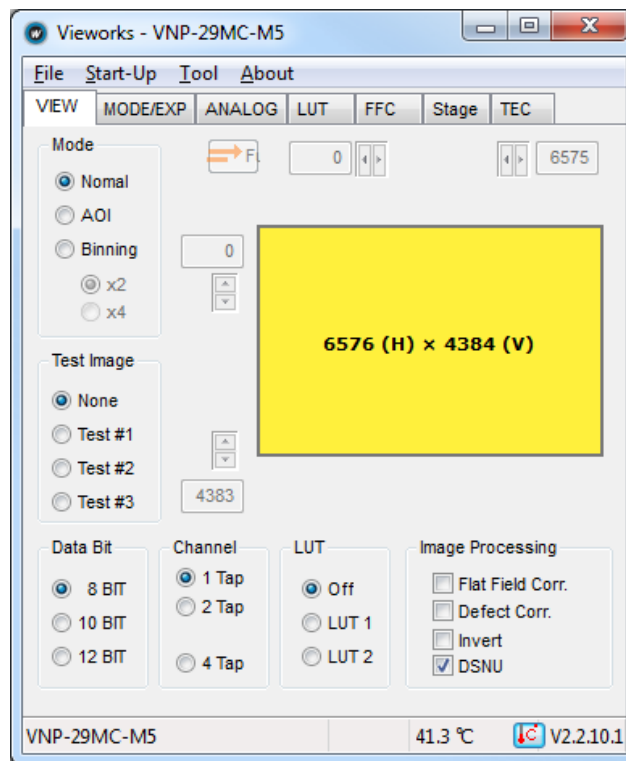 Vieworks - VNP-29MC-M5
File Start-Up Tool About
VIEW MODE/EXP ANALOG LUT FFC Stage TEC
Mode
0
6575
Nomal
AOI
Binning
0
x2
x4
6576 (H) × 4384 (V)
Test Image
None
Test #1
Test #2
Test #3
4383
Data Bit
8 BIT
10 BIT
12 BIT
Channel
1 Tap
2 Tap
4 Tap
LUT
Off
LUT 1
LUT 2
Image Processing
Flat Field Corr.
Defect Corr.
Invert
DSNU
VNP-29MC-M5 41.3 ℃ V2.2.10.1